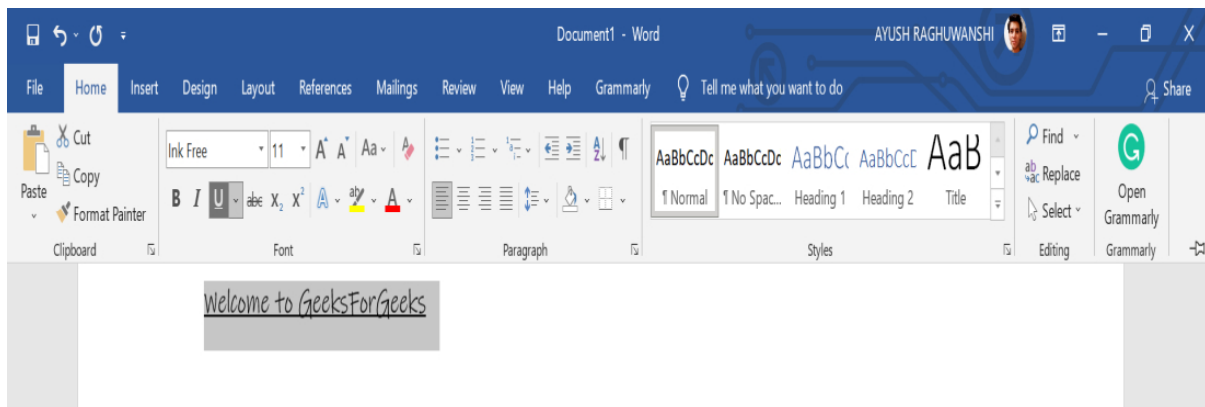 Document1 - Word AYUSH RAGHUWANSHI
File Home Insert Design Layout References Mailings Review View Help Grammarly Tell me what you want to do Share
Paste Cut Copy Format Painter
Clipboard
Ink Free 11 A A Aa A
B I U abc X2 X2 A ab A
Font
Paragraph
AaBbCcDc AaBbCcDc AaBbCc AaBbCcE AaB
¶ Normal ¶ No Spac... Heading 1 Heading 2 Title
Styles
Find
Replace
Select
Editing
G
Open
Grammarly
Grammarly
Welcome to GeeksForGeeks